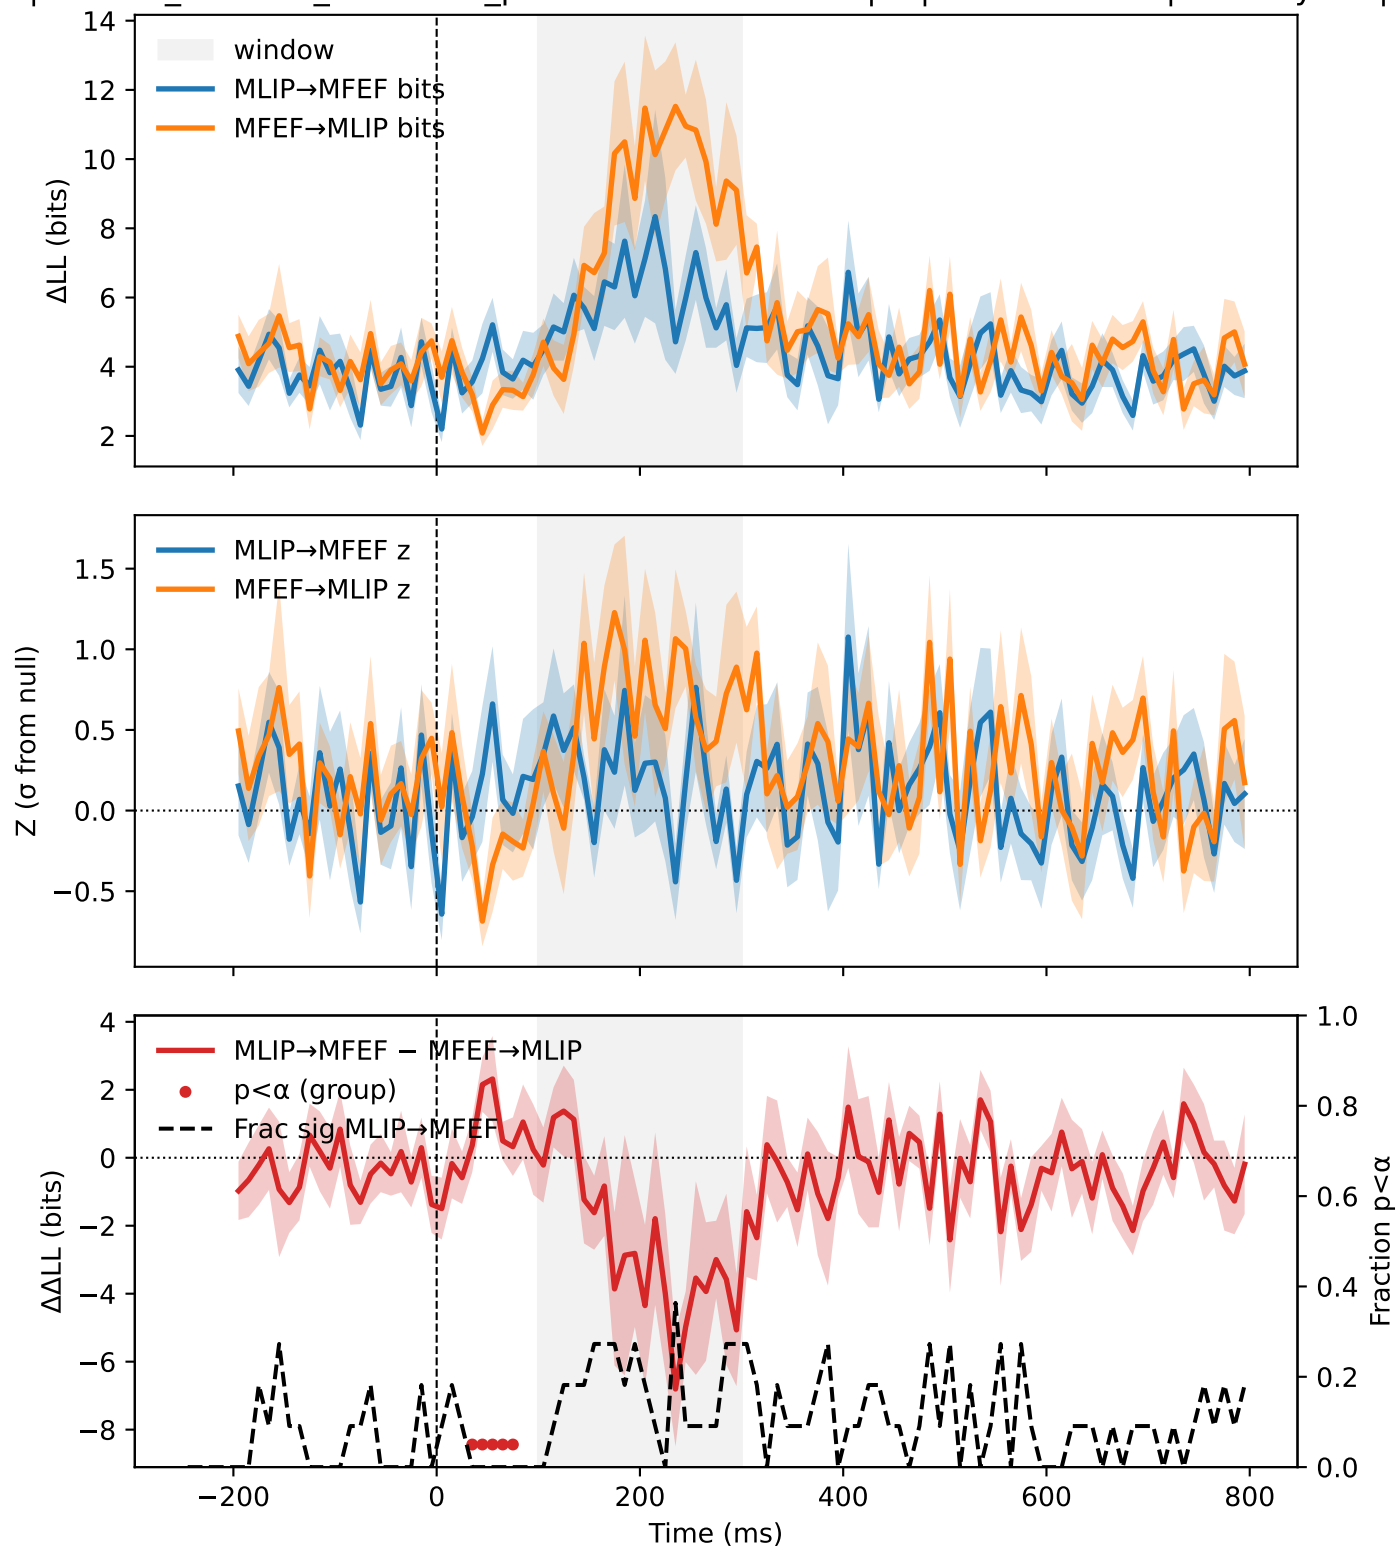 14
12
10
8
6
4
2
ΔLL (bits)
window
MLIP→MFEF bits
MFEF→MLIP bits
1.5
1.0
0.5
0.0
−0.5
Z (σ from null)
MLIP→MFEF z
MFEF→MLIP z
4
2
0
−2
−4
−6
−8
ΔΔLL (bits)
MLIP→MFEF − MFEF→MLIP
p<α (group)
Frac sig MLIP→MFEF
1.0
0.8
0.6
0.4
0.2
0.0
Fraction p<α
−200 0 200 400 600 800
Time (ms)